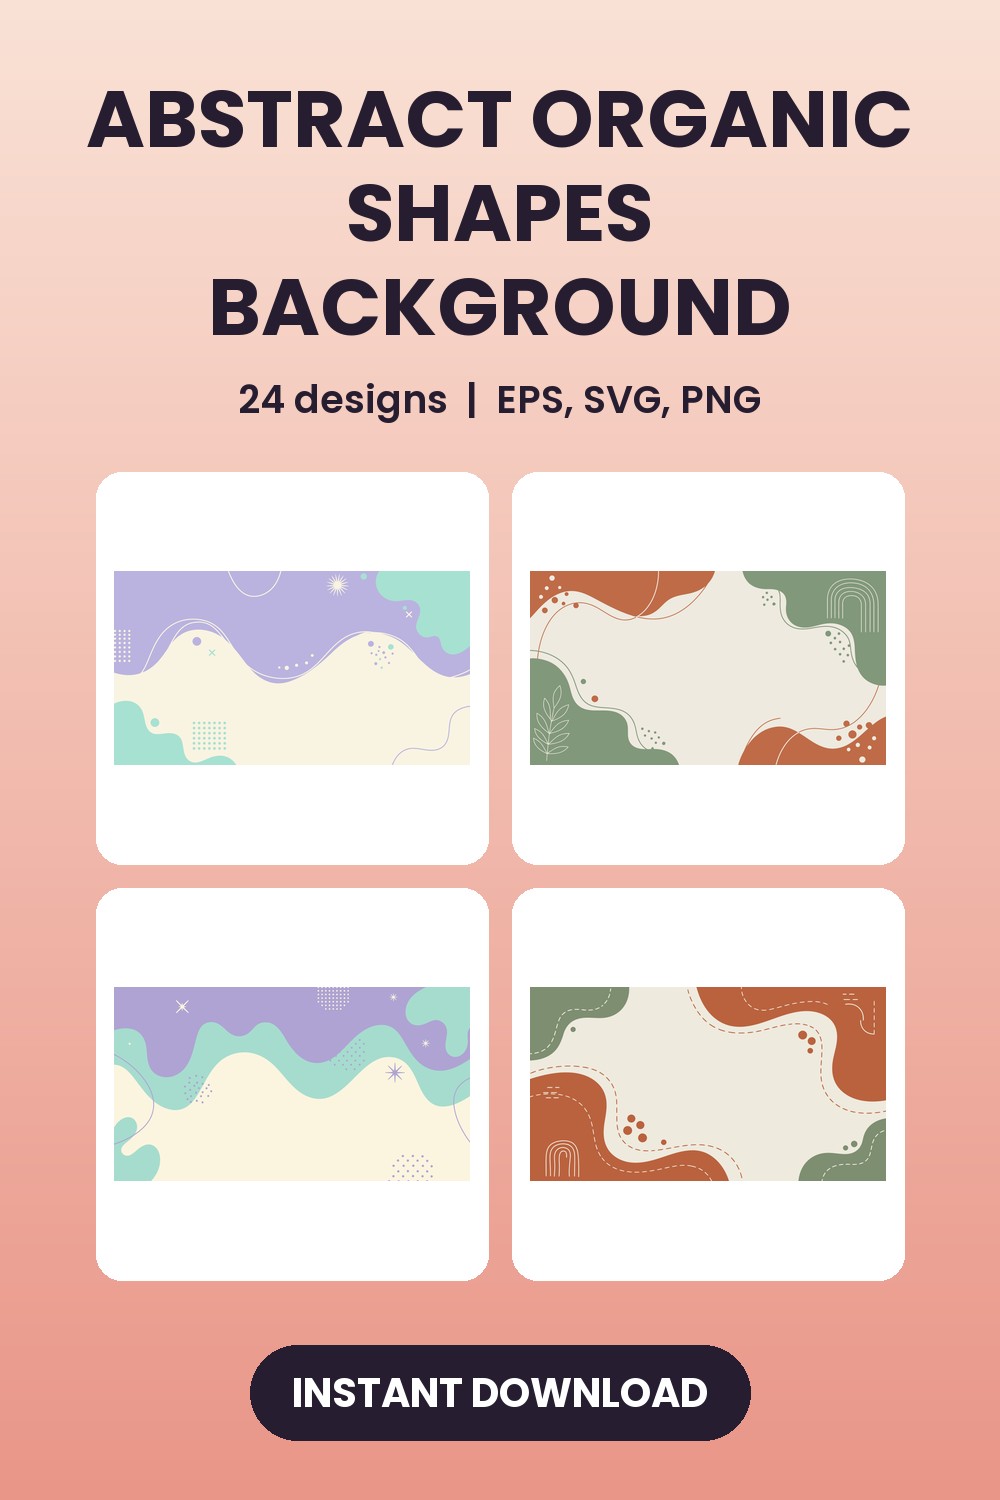 ABSTRACT ORGANIC
SHAPES
BACKGROUND
24 designs | EPS, SVG, PNG
INSTANT DOWNLOAD